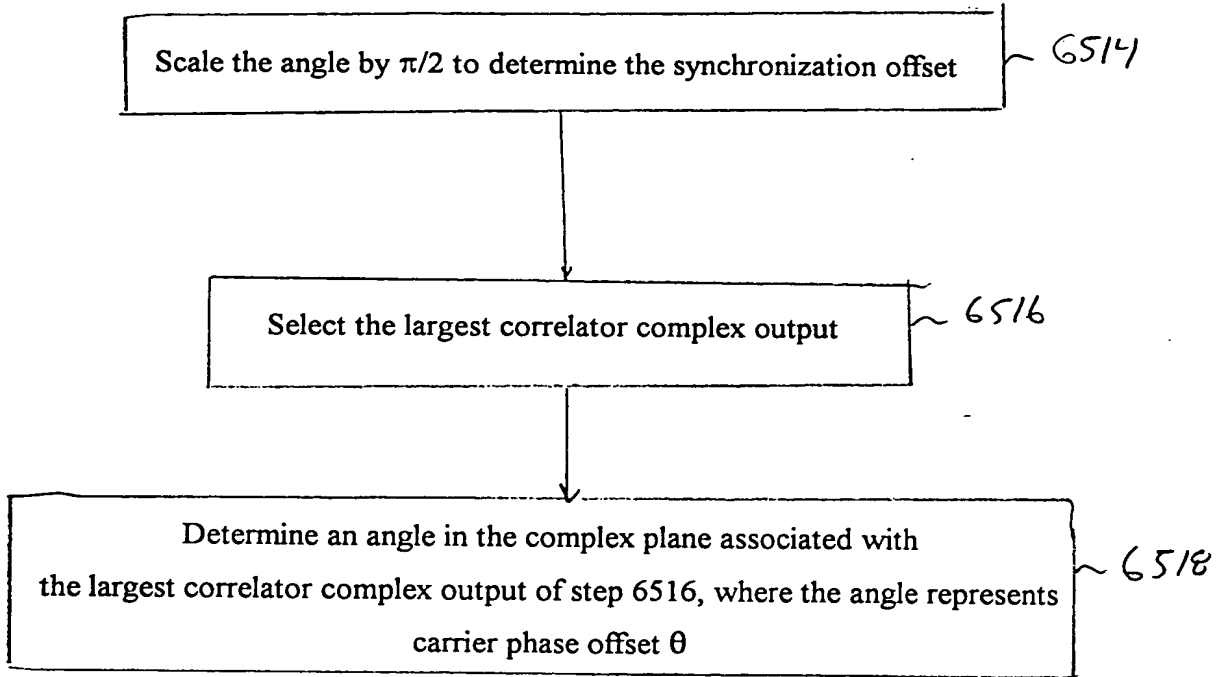 Scale the angle by π/2 to determine the synchronization offset
6514
Select the largest correlator complex output
6516
Determine an angle in the complex plane associated with
the largest correlator complex output of step 6516, where the angle represents
carrier phase offset θ
6518